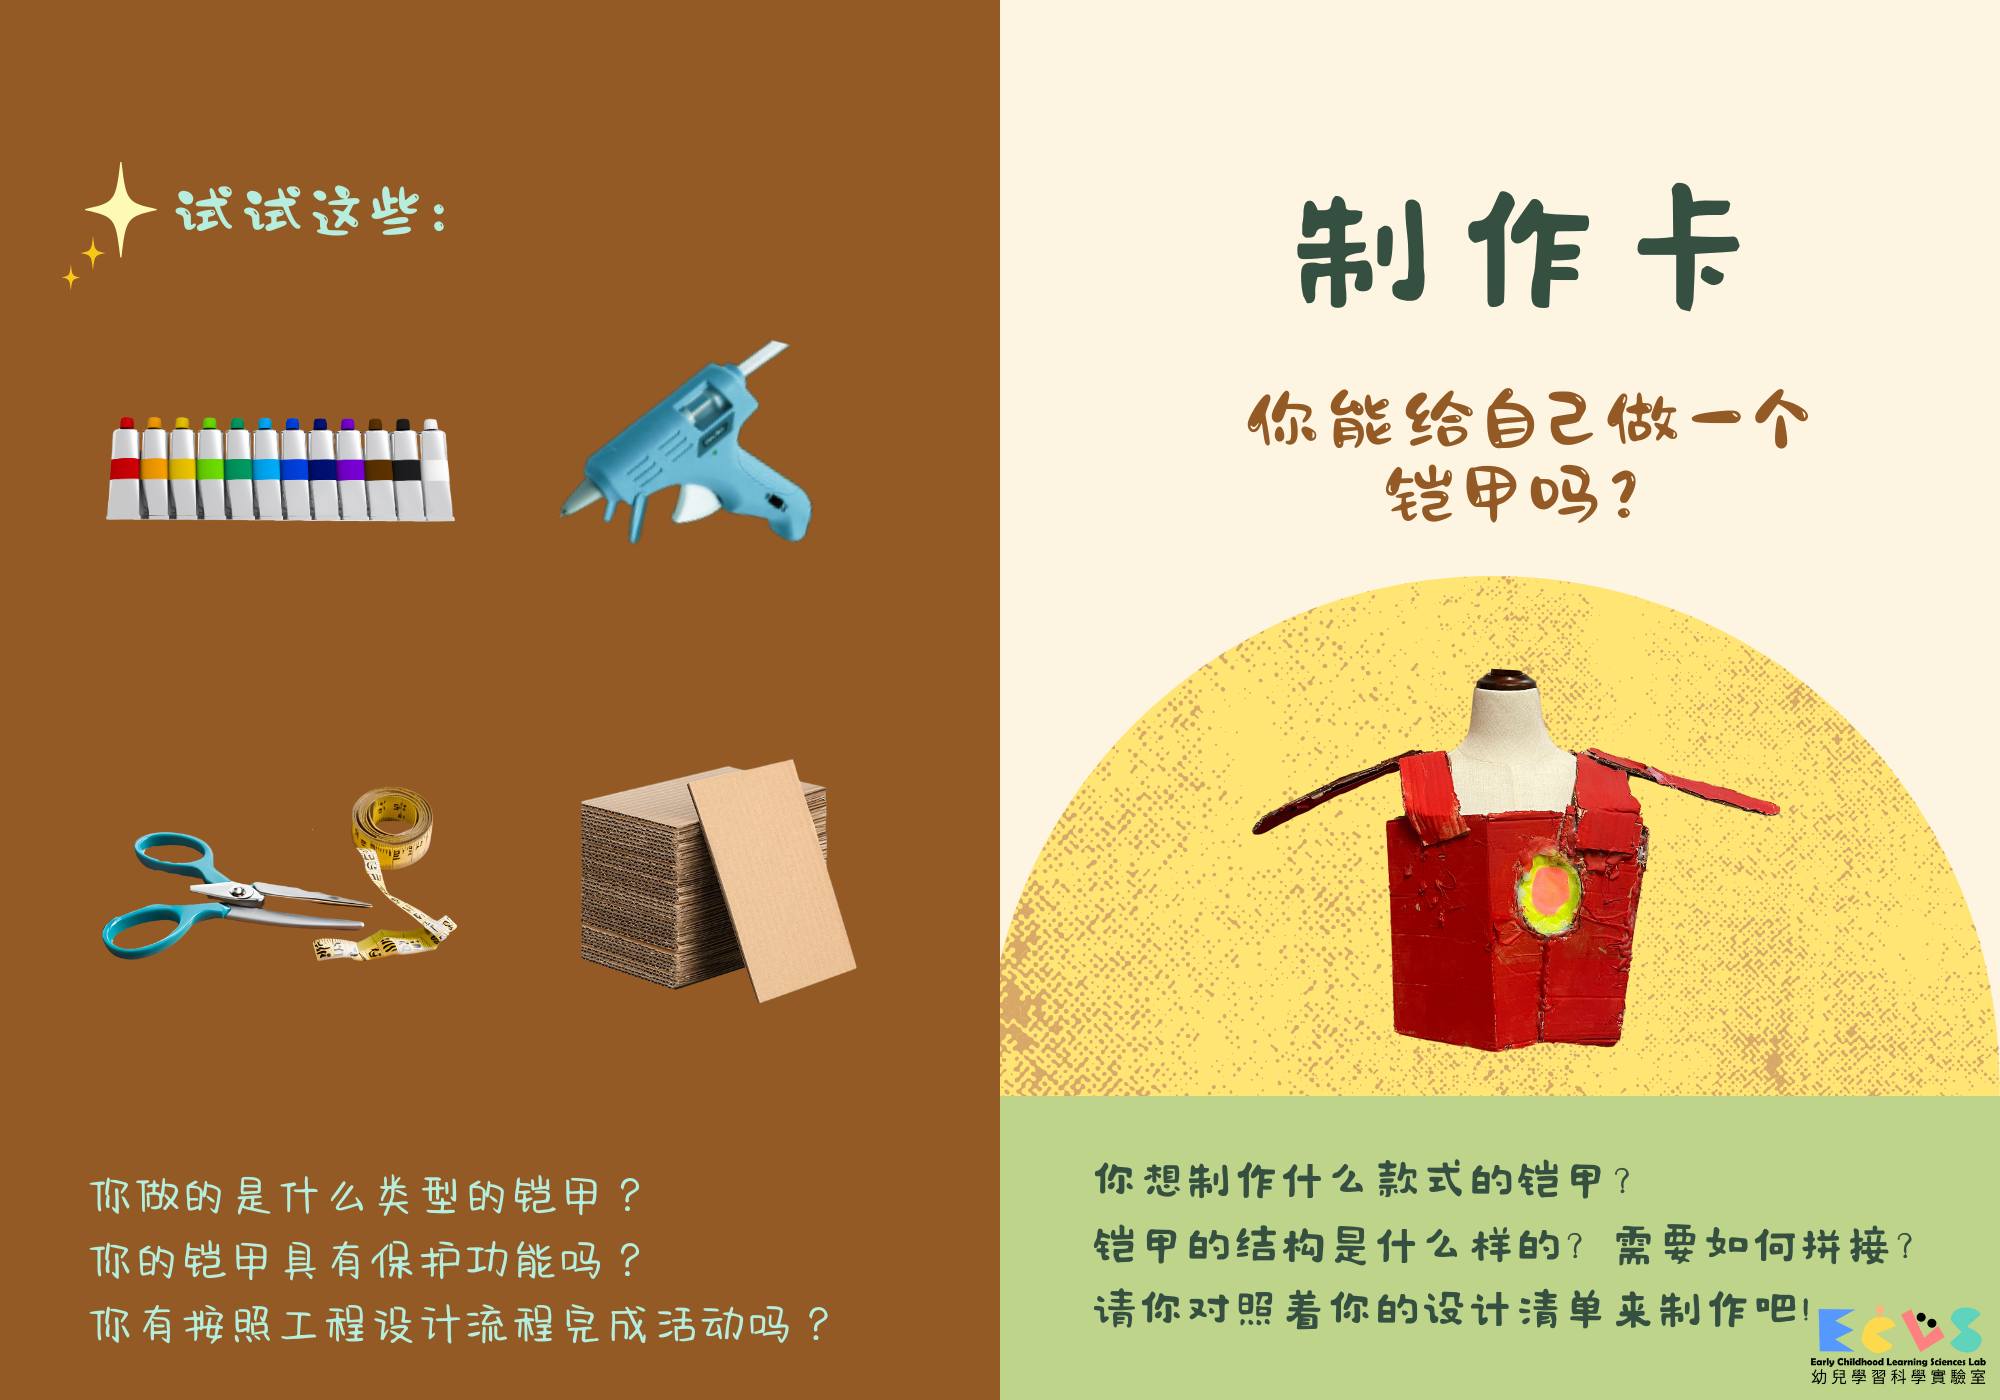 试试这些：
你做的是什么类型的铠甲？
你的铠甲具有保护功能吗？
你有按照工程设计流程完成活动吗？
制作卡
你能给自己做一个
铠甲吗？
你想制作什么款式的铠甲？
铠甲的结构是什么样的？需要如何拼接？
请你对照着你的设计清单来制作吧！
ECLS
Early Childhood Learning Sciences Lab
幼兒學習科學實驗室